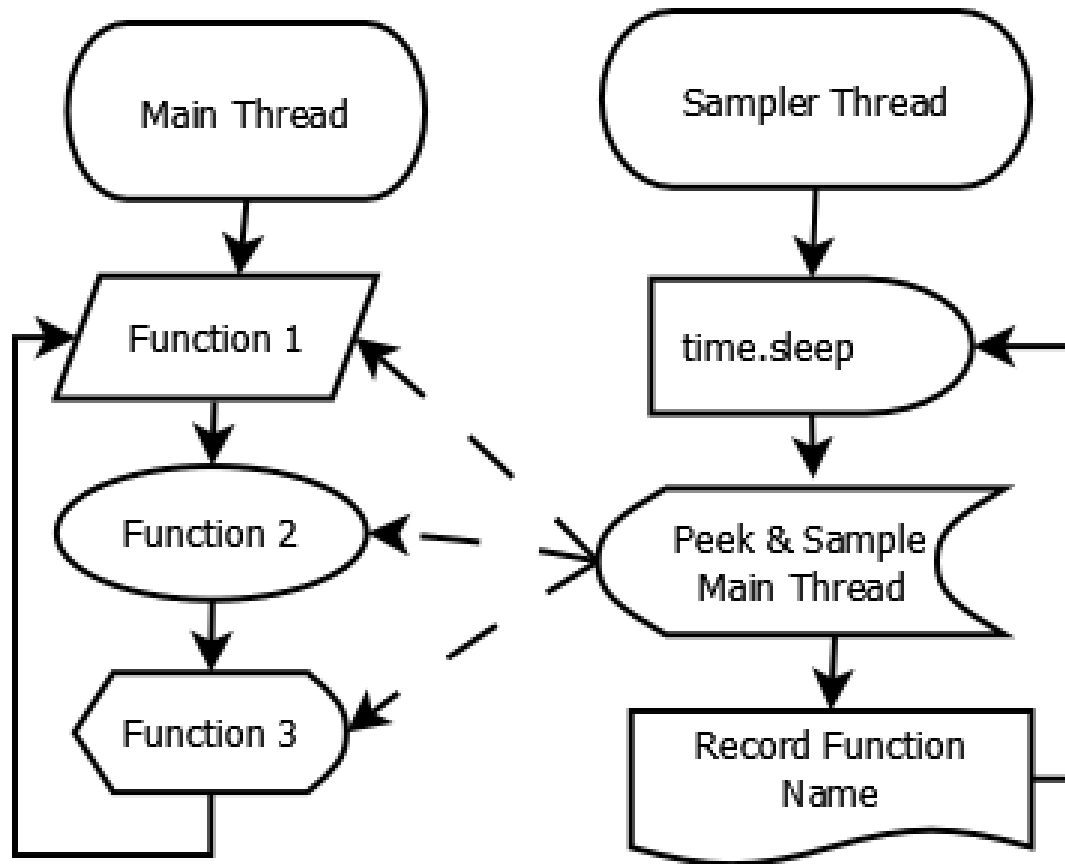 Main Thread
Function 1
Function 2
Function 3
Sampler Thread
time.sleep
Peek & Sample
Main Thread
Record Function
Name